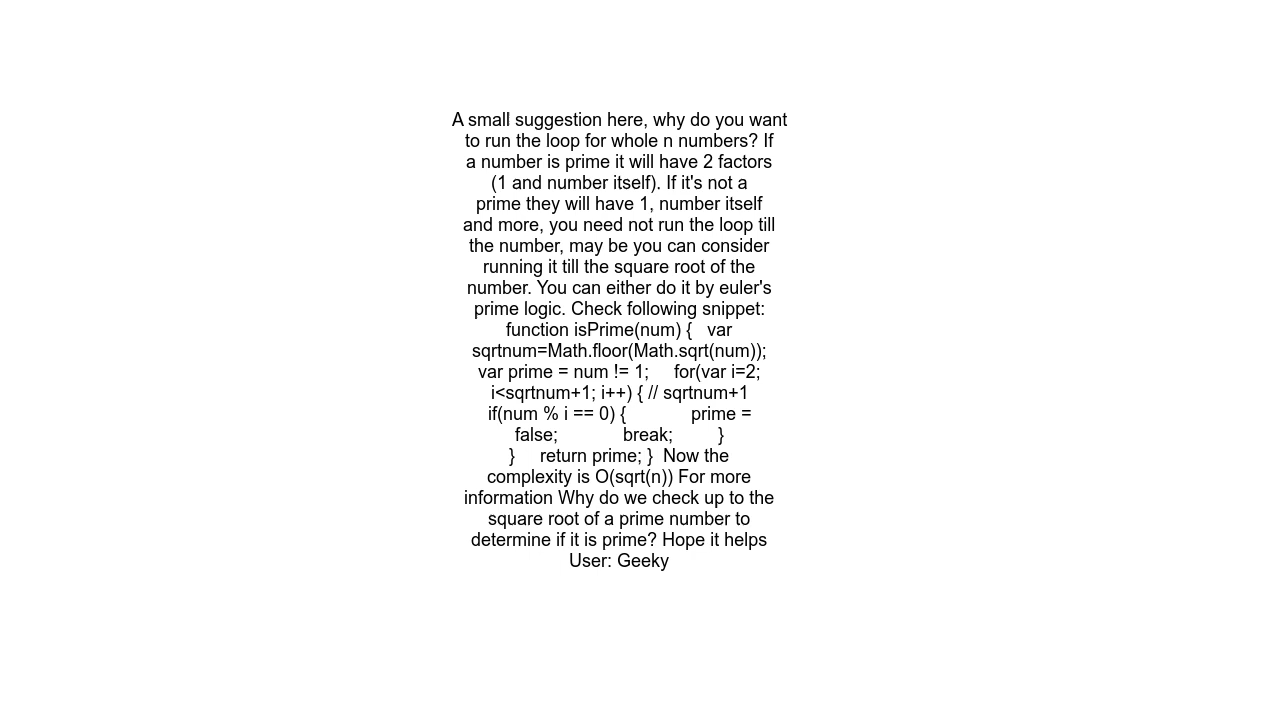 A small suggestion here, why do you want
to run the loop for whole n numbers? If
a number is prime it will have 2 factors
(1 and number itself). If it's not a
prime they will have 1, number itself
and more, you need not run the loop till
the number, may be you can consider
running it till the square root of the
number. You can either do it by euler's
prime logic. Check following snippet:
function isPrime(num) {   var
sqrtnum=Math.floor(Math.sqrt(num));
var prime = num != 1;     for(var i=2;
i<sqrtnum+1; i++) { // sqrtnum+1
if(num % i == 0) {             prime =
false;             break;         }
}     return prime; }  Now the
complexity is O(sqrt(n)) For more
information Why do we check up to the
square root of a prime number to
determine if it is prime? Hope it helps
User: Geeky